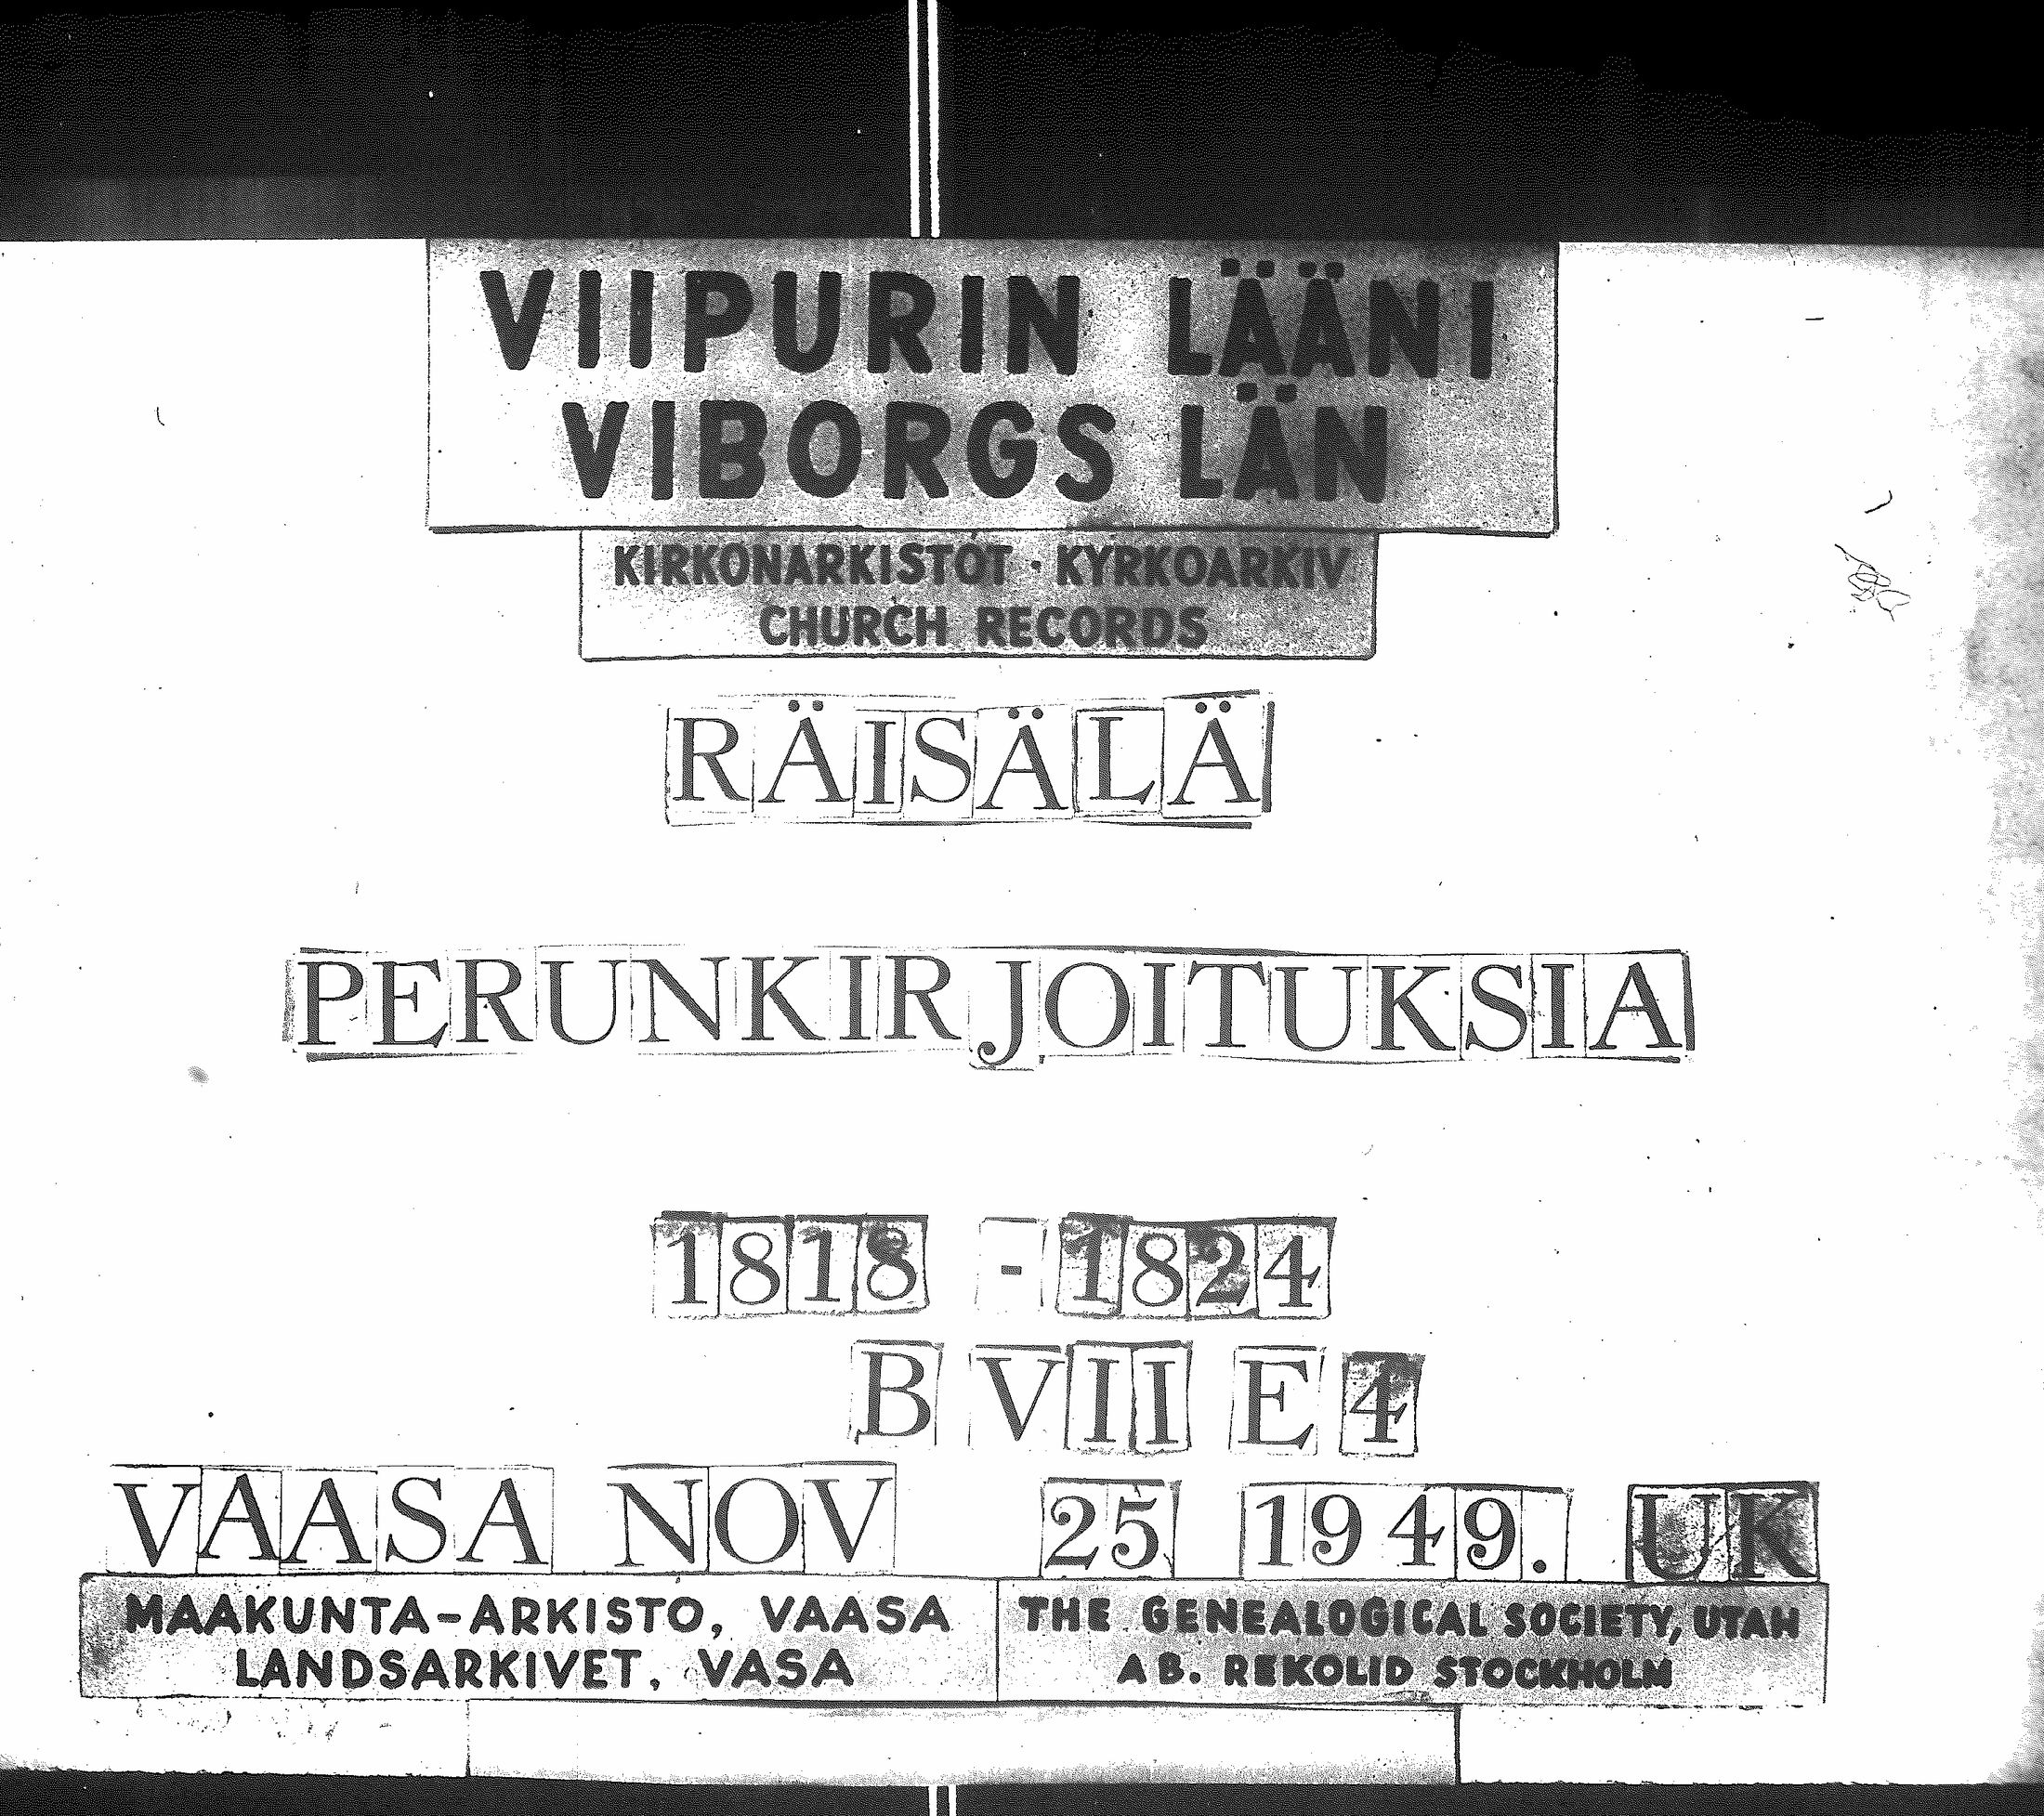 VIIPURIN LÄÄNI
VIBORGS LÄN
KIRKONARKISTOT · KYRKOARKIV
CHURCH RECORDS
RÄISÄLÄ
PERUNKIRJOITUKSIA
1818 - 1824
B VII E 4
VAASA NOV 25 1949. UK
MAAKUNTA-ARKISTO, VAASA
LANDSARKIVET, VASA
THE GENEALOGICAL SOCIETY, UTAH
AB. REKOLID STOCKHOLM